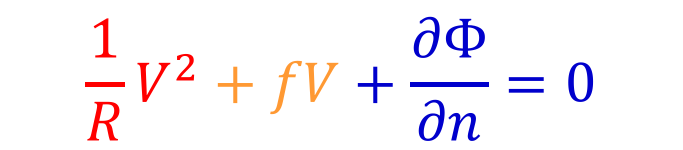 1/R V² + fV + ∂Φ/∂n = 0